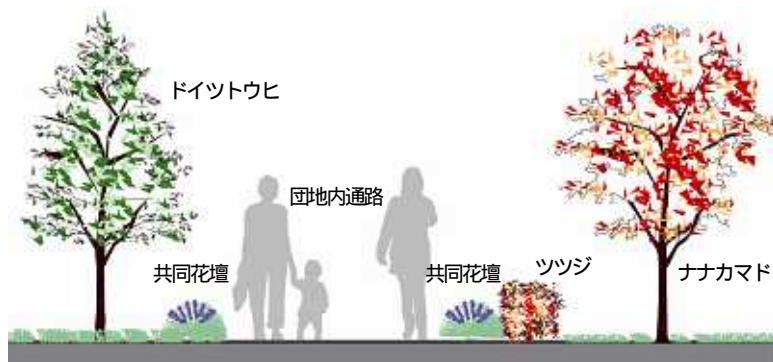 ドイツトウヒ
団地内通路
共同花壇
共同花壇
ツツジ
ナナカマド